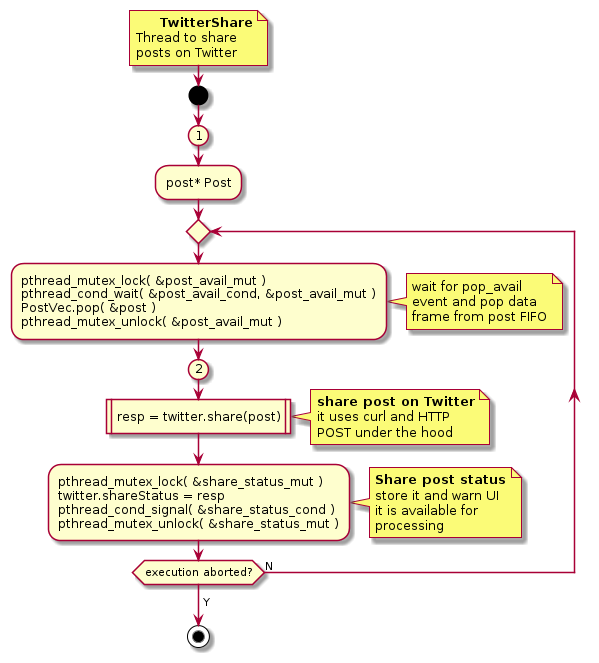 TwitterShare
Thread to share
posts on Twitter
1
post* Post
pthread_mutex_lock( &post_avail_mut )
pthread_cond_wait( &post_avail_cond, &post_avail_mut )
PostVec.pop( &post )
pthread_mutex_unlock( &post_avail_mut )
wait for pop_avail
event and pop data
frame from post FIFO
2
resp = twitter.share(post)
share post on Twitter
it uses curl and HTTP
POST under the hood
pthread_mutex_lock( &share_status_mut )
twitter.shareStatus = resp
pthread_cond_signal( &share_status_cond )
pthread_mutex_unlock( &share_status_mut )
Share post status
store it and warn UI
it is available for
processing
execution aborted?
N
Y